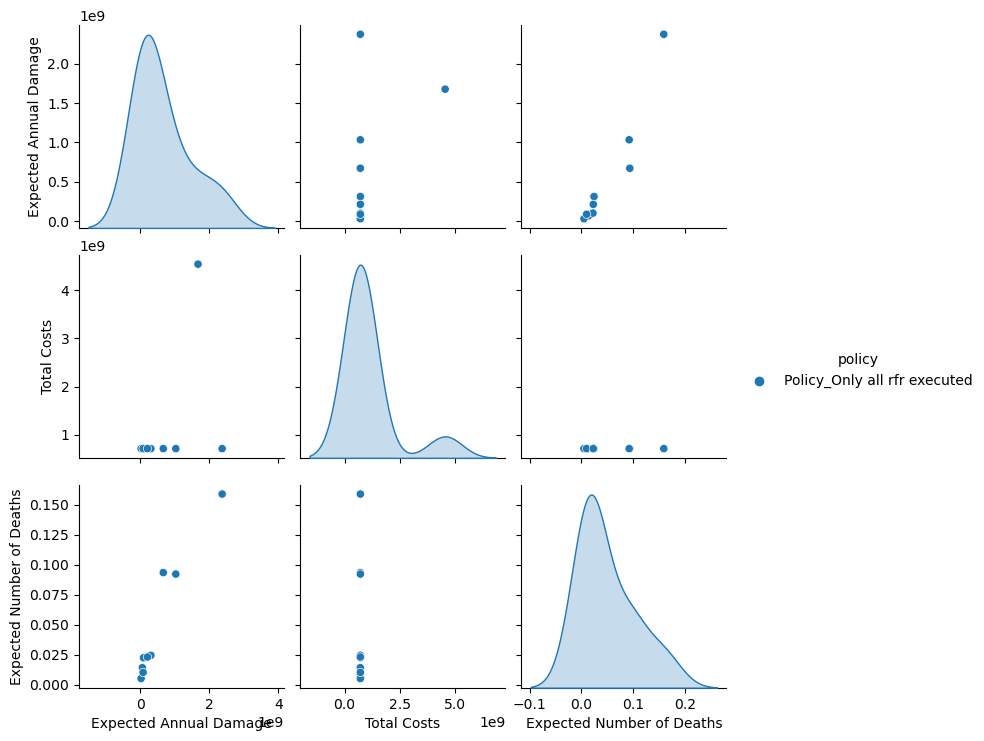 1e9
Expected Annual Damage
2.0
1.5
1.0
0.5
0.0
1e9
Total Costs
4
3
2
1
policy
Policy_Only all rfr executed
Expected Number of Deaths
0.150
0.125
0.100
0.075
0.050
0.025
0.000
0 2 4
0.0 2.5 5.0
−0.1 0.0 0.1 0.2
Expected Annual Damage 1e9
Total Costs 1e9
Expected Number of Deaths